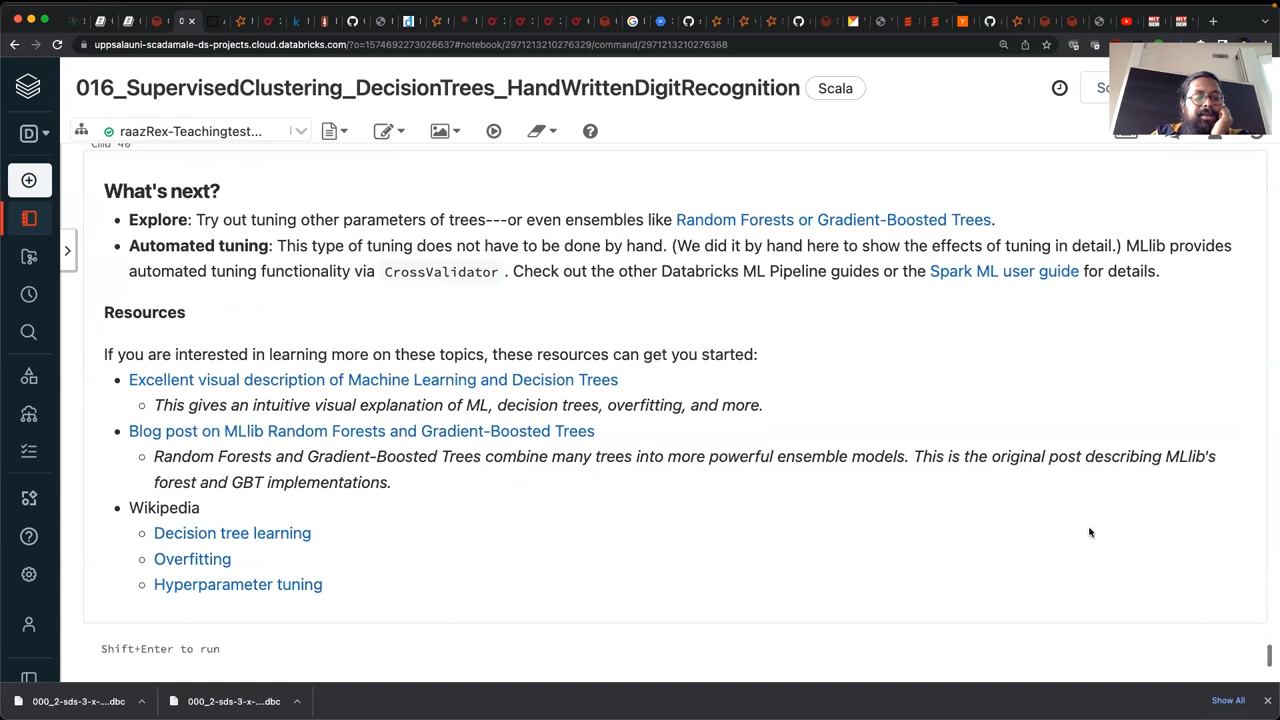 uppsalauni-scadamale-ds-projects.cloud.databricks.com/?o=1574692273026637#notebook/2971213210276329/command/2971213210276368
016_SupervisedClustering_DecisionTrees_HandWrittenDigitRecognition
Scala
raazRex-Teachingtest...
Cmd 40
What's next?
• Explore: Try out tuning other parameters of trees---or even ensembles like Random Forests or Gradient-Boosted Trees.
• Automated tuning: This type of tuning does not have to be done by hand. (We did it by hand here to show the effects of tuning in detail.) MLlib provides
automated tuning functionality via CrossValidator . Check out the other Databricks ML Pipeline guides or the Spark ML user guide for details.
Resources
If you are interested in learning more on these topics, these resources can get you started:
• Excellent visual description of Machine Learning and Decision Trees
This gives an intuitive visual explanation of ML, decision trees, overfitting, and more.
• Blog post on MLlib Random Forests and Gradient-Boosted Trees
Random Forests and Gradient-Boosted Trees combine many trees into more powerful ensemble models. This is the original post describing MLlib's
forest and GBT implementations.
• Wikipedia
Decision tree learning
Overfitting
Hyperparameter tuning
Shift+Enter to run
000_2-sds-3-x-....dbc
000_2-sds-3-x-....dbc
Show All